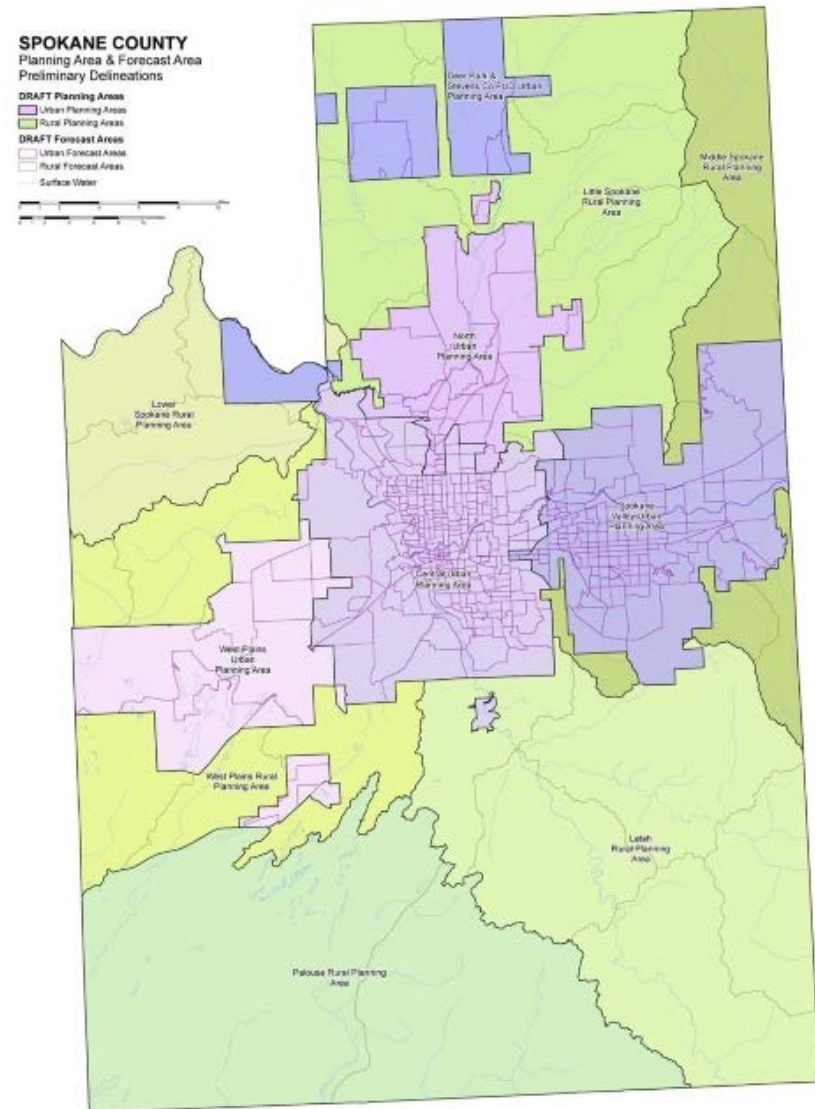 SPOKANE COUNTY
Planning Area & Forecast Area
Preliminary Delineations
DRAFT Planning Areas
Urban Planning Areas
Rural Planning Areas
DRAFT Forecast Areas
Urban Forecast Areas
Rural Forecast Areas
Surface Water
Deer Park &
Stevens Co PUD Urban
Planning Area
Middle Spokane
Rural Planning
Area
Little Spokane
Rural Planning
Area
North
Urban
Planning Area
Lower
Spokane Rural
Planning Area
Spokane
Valley Urban
Planning Area
Central Urban
Planning Area
West Plains
Urban
Planning Area
West Plains Rural
Planning Area
Latah
Rural Planning
Area
Palouse Rural Planning
Area